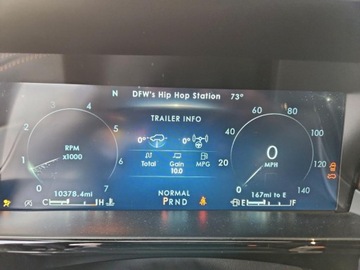 N DFW's Hip Hop Station 73°
TRAILER INFO
0° 0°
Total Gain MPG
10.0
1 2 3 4 5 6 7
0
RPM
x1000
20 40 60 80 100 120 140
0
0
MPH
10378.4mi
NORMAL
167mi to E
C H
PRND
E F